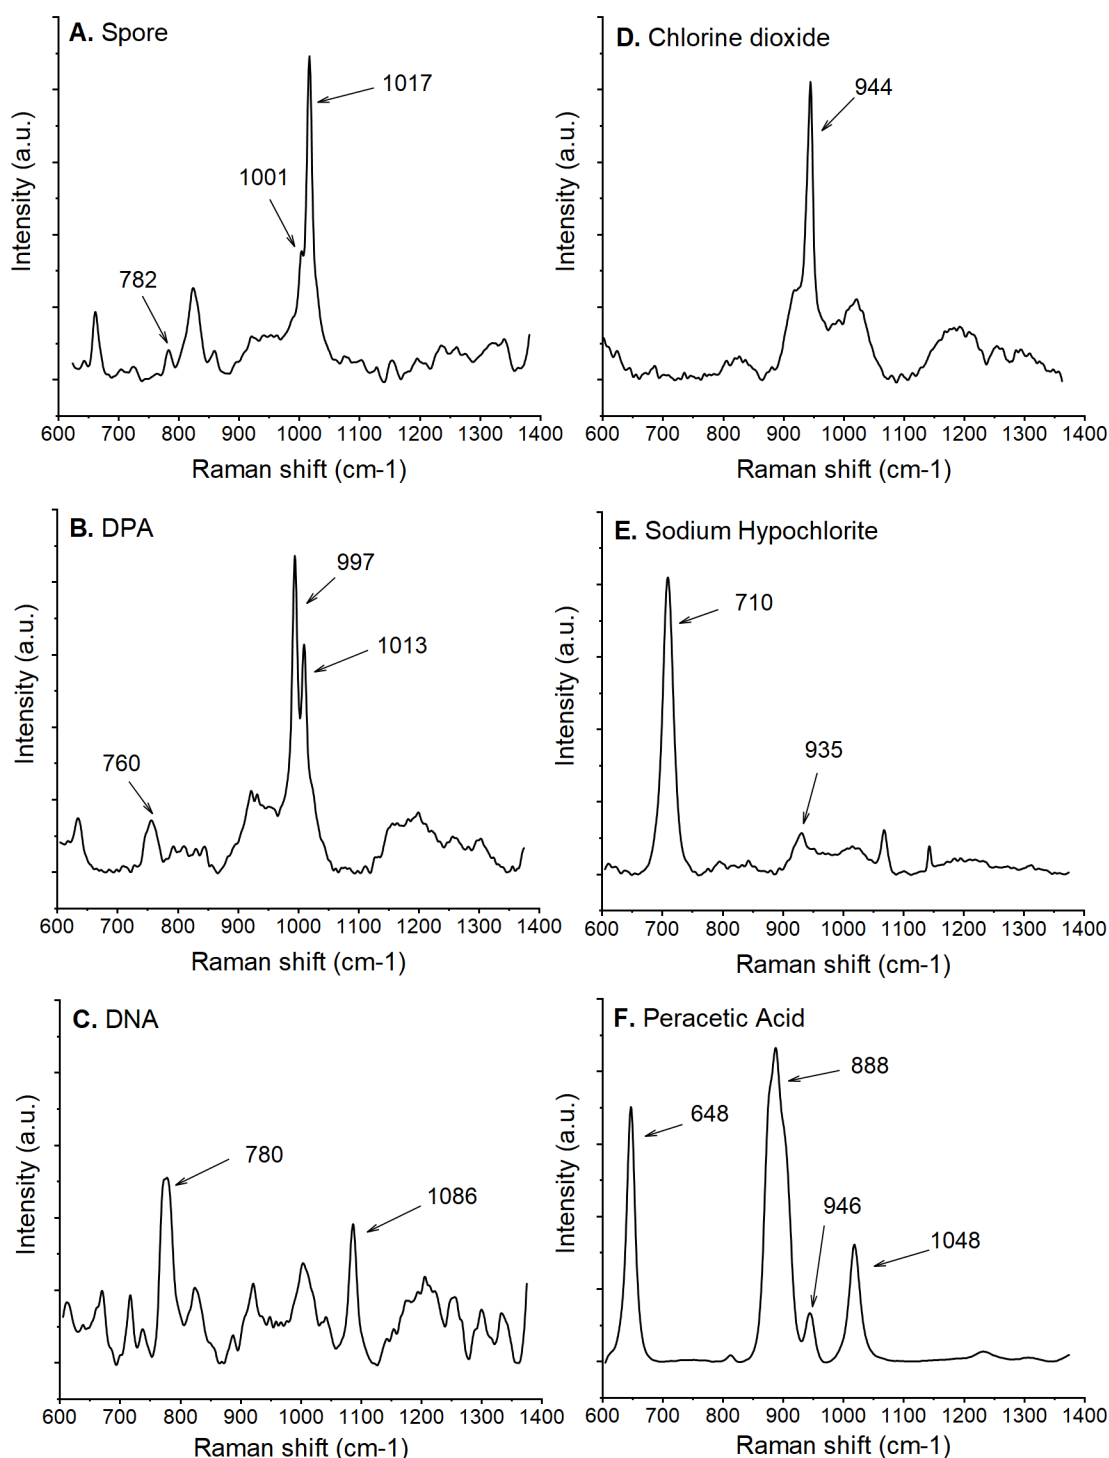 A. Spore
1017
1001
782
Intensity (a.u.)
600 700 800 900 1000 1100 1200 1300 1400
Raman shift (cm-1)
D. Chlorine dioxide
944
Intensity (a.u.)
600 700 800 900 1000 1100 1200 1300 1400
Raman shift (cm-1)
B. DPA
997
1013
760
Intensity (a.u.)
600 700 800 900 1000 1100 1200 1300 1400
Raman shift (cm-1)
E. Sodium Hypochlorite
710
935
Intensity (a.u.)
600 700 800 900 1000 1100 1200 1300 1400
Raman shift (cm-1)
C. DNA
780
1086
Intensity (a.u.)
600 700 800 900 1000 1100 1200 1300 1400
Raman shift (cm-1)
F. Peracetic Acid
888
648
946
1048
Intensity (a.u.)
600 700 800 900 1000 1100 1200 1300 1400
Raman shift (cm-1)